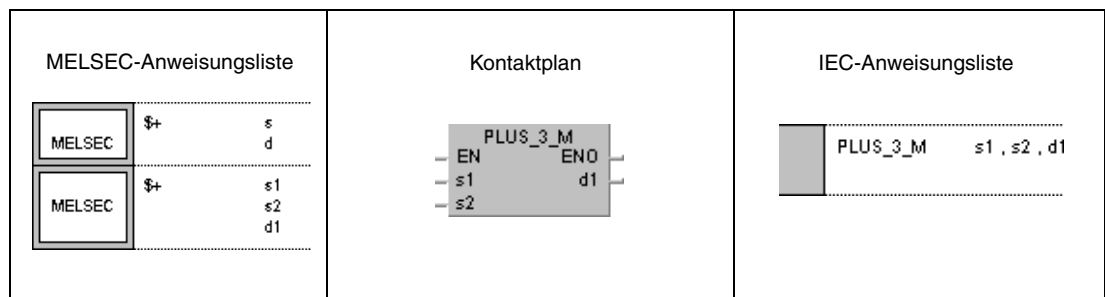 MELSEC-Anweisungsliste
MELSEC $+ s
d
MELSEC $+ s1
s2
d1
Kontaktplan
PLUS_3_M
EN ENO
s1 d1
s2
IEC-Anweisungsliste
PLUS_3_M s1 , s2 , d1